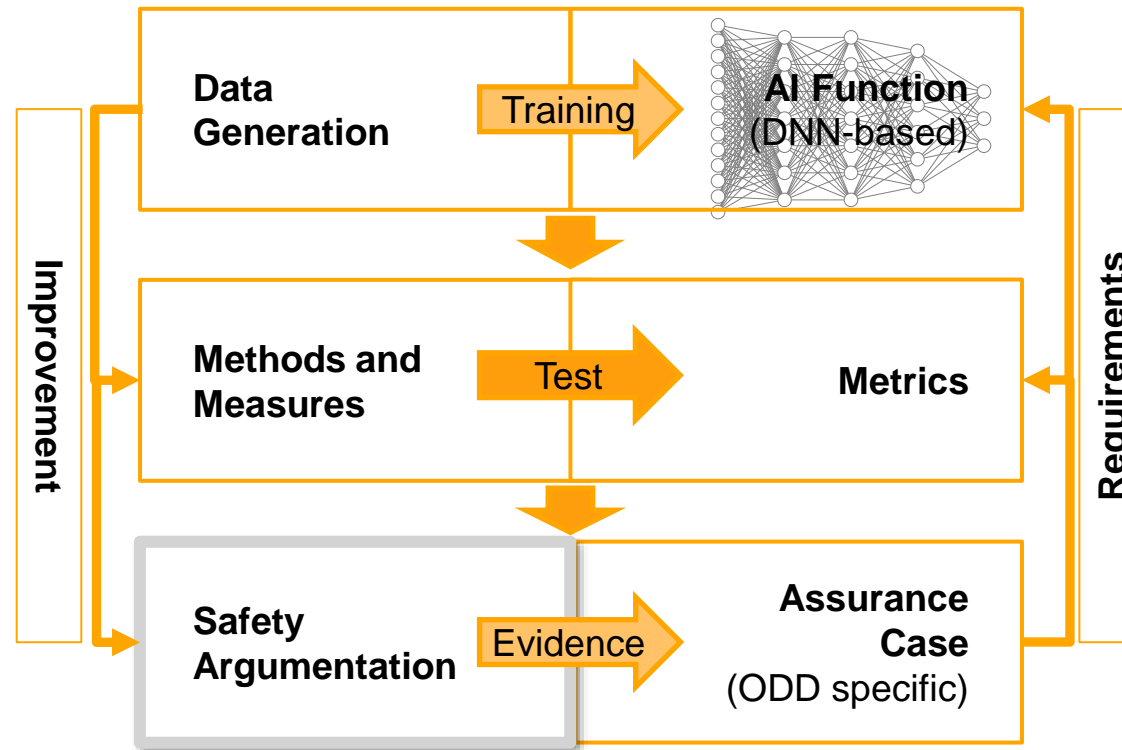 Data
Generation
Training
AI Function
(DNN-based)
Improvement
Requirements
Methods and
Measures
Test
Metrics
Safety
Argumentation
Evidence
Assurance
Case
(ODD specific)